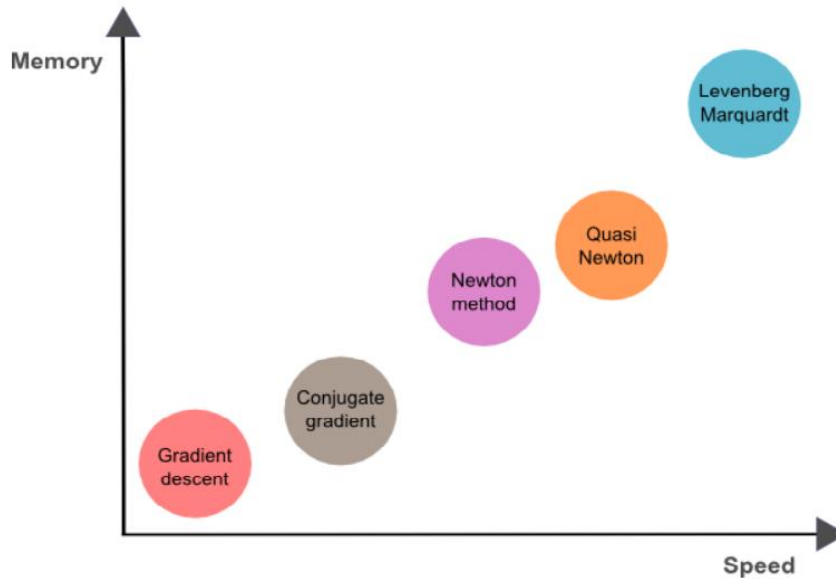 Memory
Levenberg
Marquardt
Quasi
Newton
Newton
method
Conjugate
gradient
Gradient
descent
Speed